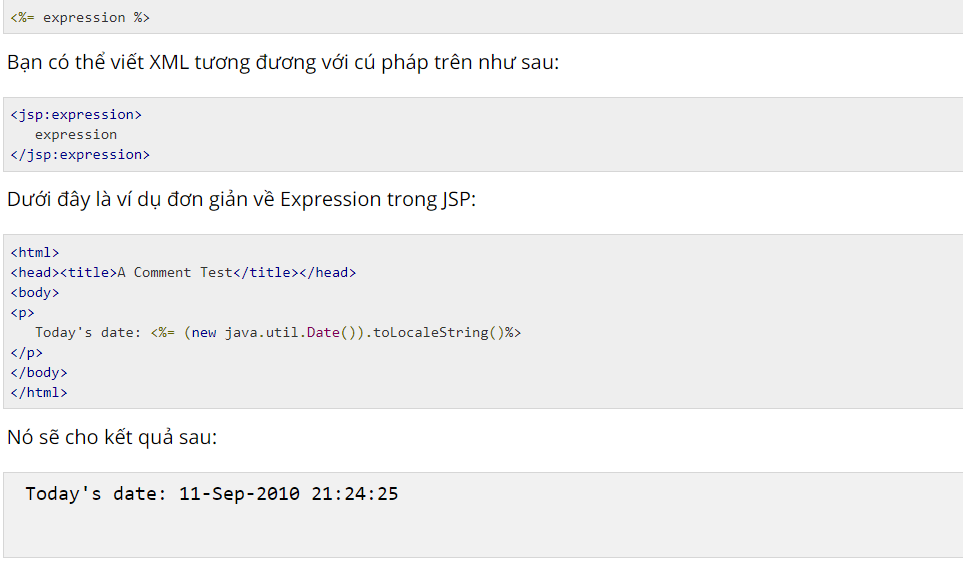 <%= expression %>
Bạn có thể viết XML tương đương với cú pháp trên như sau:
<jsp:expression>
   expression
</jsp:expression>
Dưới đây là ví dụ đơn giản về Expression trong JSP:
<html>
<head><title>A Comment Test</title></head>
<body>
<p>
   Today's date: <%= (new java.util.Date()).toLocaleString()%>
</p>
</body>
</html>
Nó sẽ cho kết quả sau:
Today's date: 11-Sep-2010 21:24:25